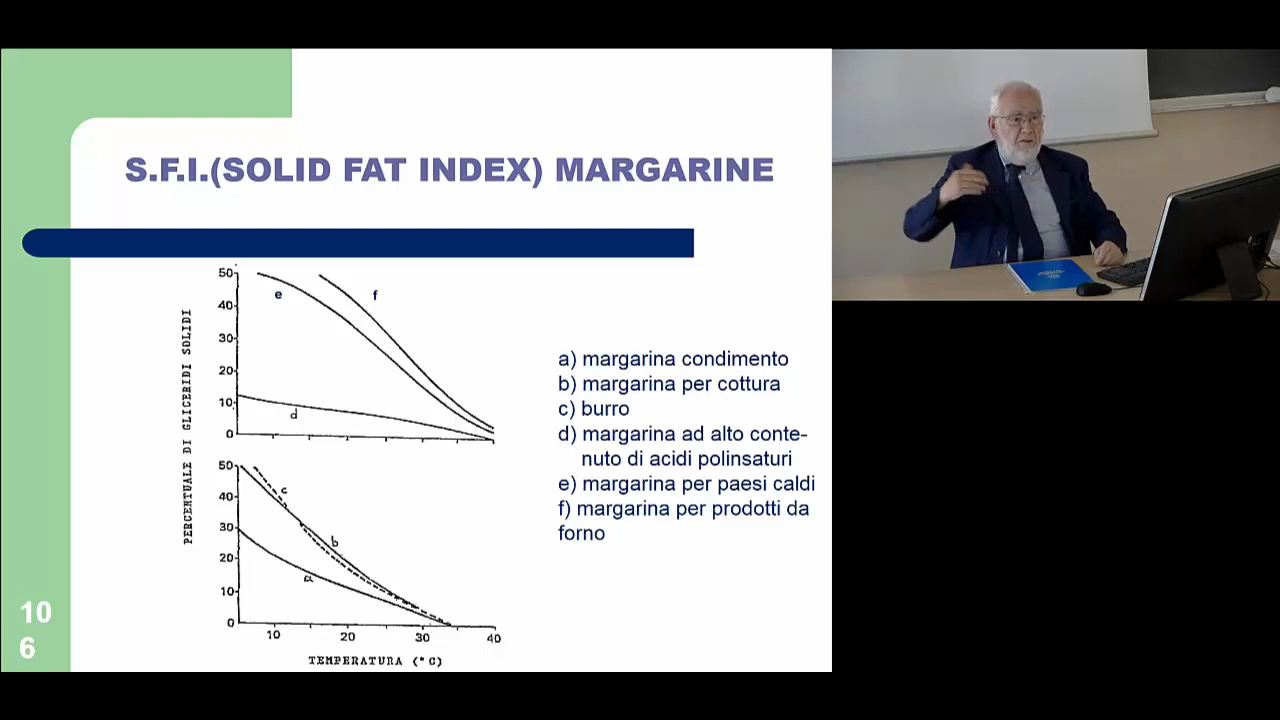 S.F.I.(SOLID FAT INDEX) MARGARINE
PERCENTUALE DI GLICERIDI SOLIDI
50
40
30
20
10
0
e
f
d
50
40
30
20
10
0
c
b
a
10
20
30
40
TEMPERATURA (°C)
a) margarina condimento
b) margarina per cottura
c) burro
d) margarina ad alto conte-
nuto di acidi polinsaturi
e) margarina per paesi caldi
f) margarina per prodotti da
forno
10
6